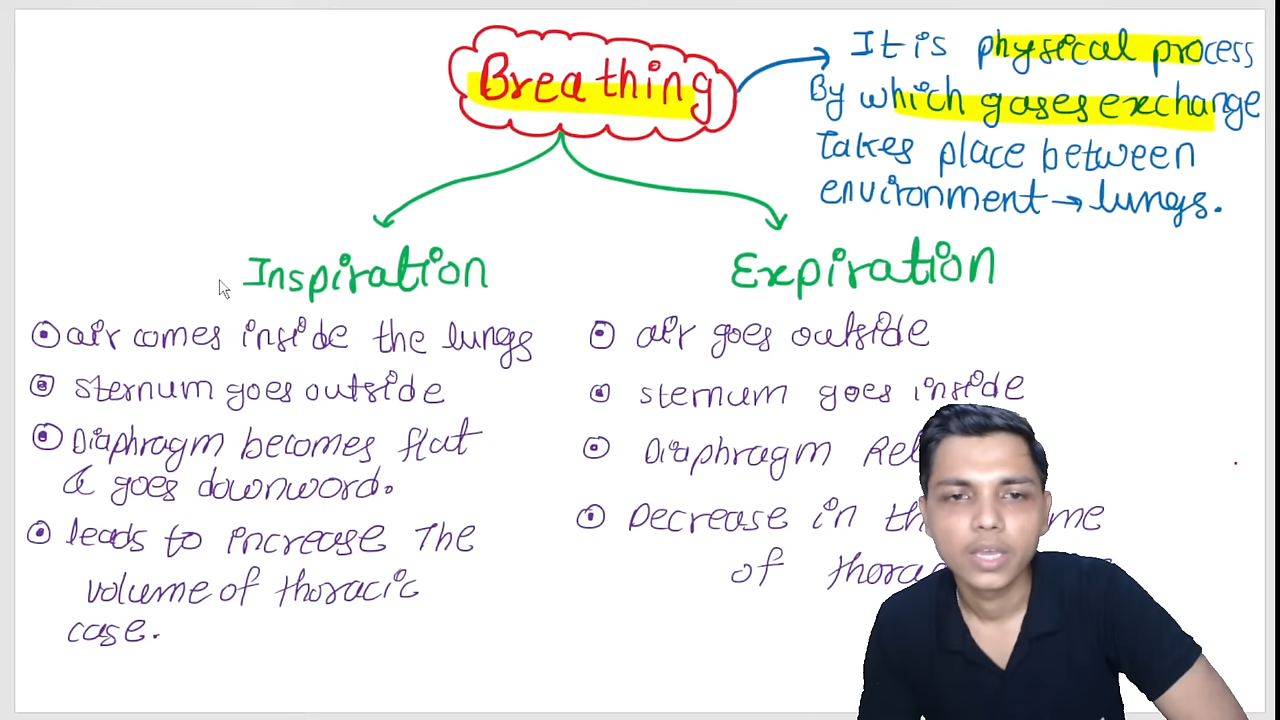 Breathing
It is physical process
By which gases exchange
Takes place between
environment → lungs.
Inspiration
air comes inside the lungs
sternum goes outside
Diaphragm becomes flat
& goes downword.
leads to increase The
volume of thoracic
case.
Expiration
air goes outside
sternum goes inside
Diaphragm
Decrease in
of